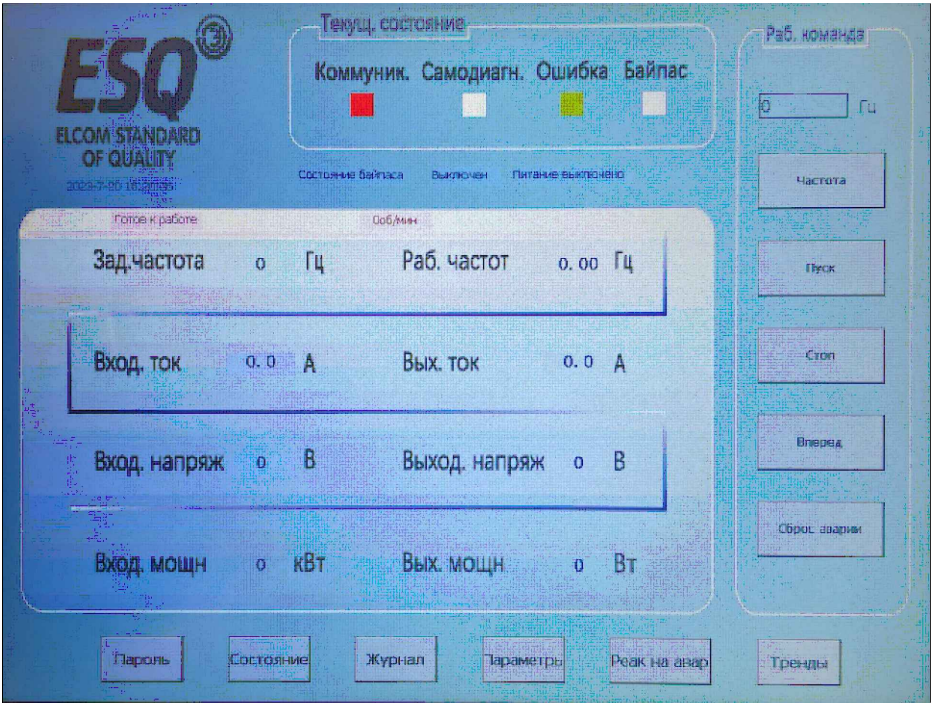 ESQ
ELCOM STANDARD
OF QUALITY
Текущ. состояние
Коммуник. Самодиагн. Ошибка Байпас
Состояние байпаса Выключен Питание выключено
Готов к работе 0об/мин
Зад.частота 0 Гц Раб. частот 0.00 Гц
Вход. ток 0.0 А Вых. ток 0.0 А
Вход. напряж 0 В Выход. напряж 0 В
Вход. мощн 0 кВт Вых. мощн 0 Вт
Раб. команда
0 Гц
Частота
Пуск
Стоп
Вперед
Сброс аварии
Пароль Состояние Журнал Параметры Реак на авар Тренды